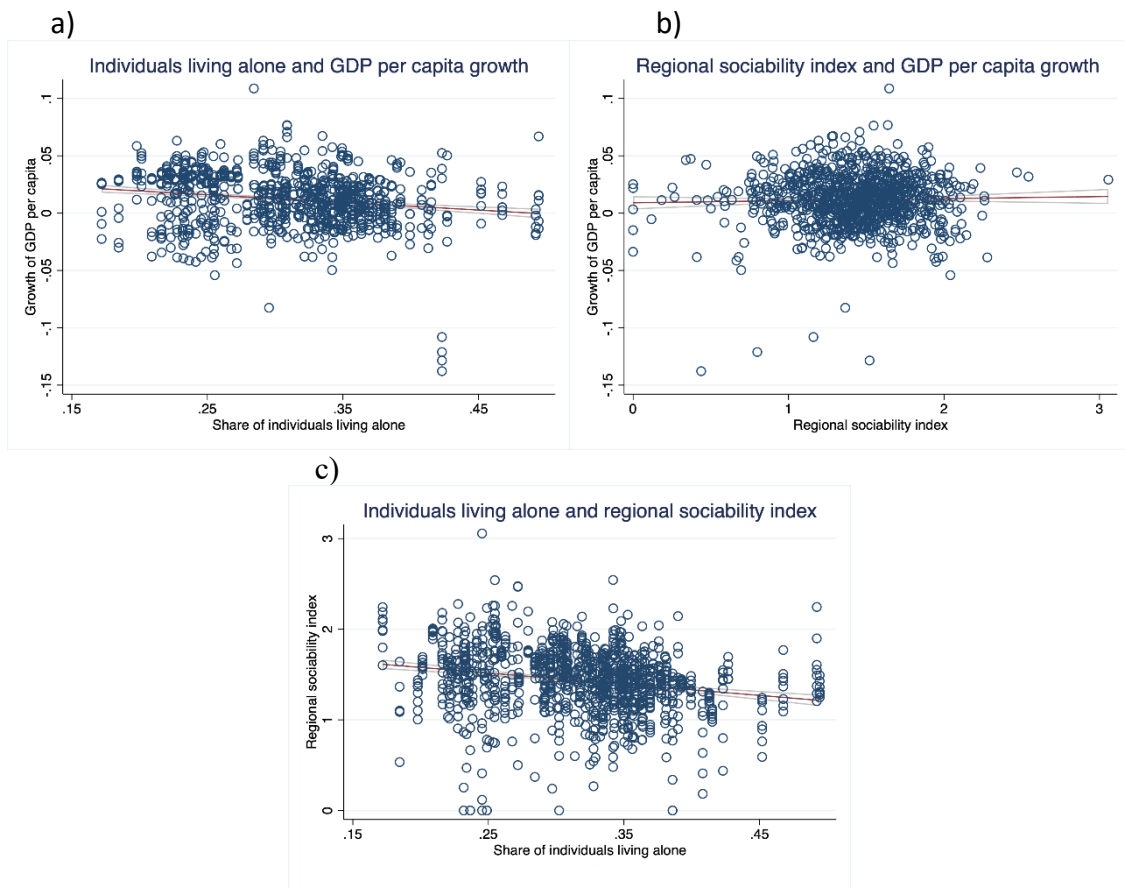 a)
Individuals living alone and GDP per capita growth
Growth of GDP per capita
.1
.05
0
-.05
-.1
-.15
.15 .25 .35 .45
Share of individuals living alone
b)
Regional sociability index and GDP per capita growth
Growth of GDP per capita
.1
.05
0
-.05
-.1
-.15
0 1 2 3
Regional sociability index
c)
Individuals living alone and regional sociability index
Regional sociability index
3
2
1
0
.15 .25 .35 .45
Share of individuals living alone